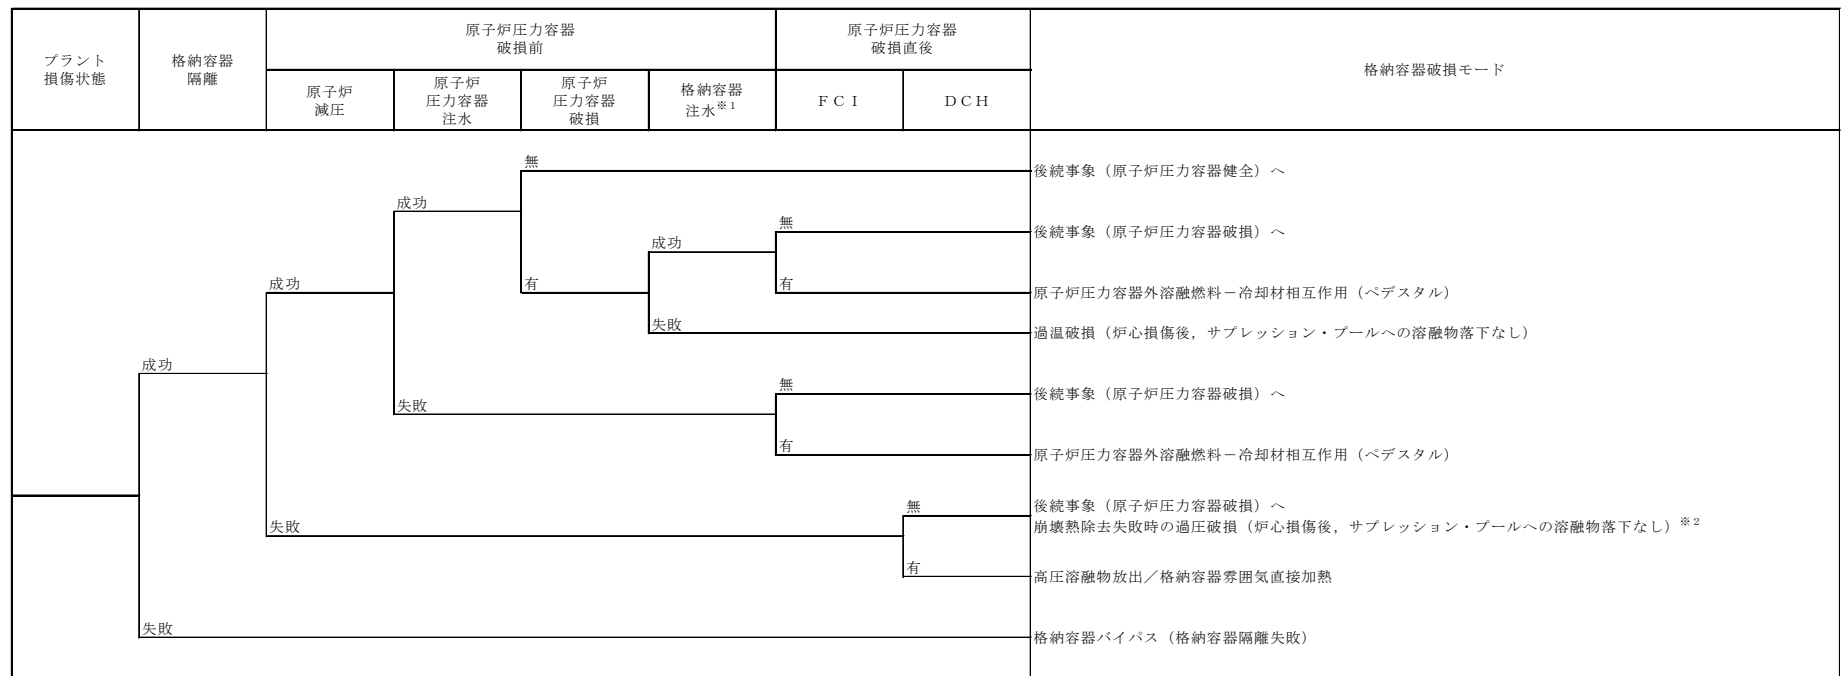 プラント
損傷状態
格納容器
隔離
原子炉圧力容器
破損前
原子炉圧力容器
破損直後
格納容器破損モード
原子炉
減圧
原子炉
圧力容器
注水
原子炉
圧力容器
破損
格納容器
注水※1
ＦＣＩ
ＤＣＨ
無
後続事象（原子炉圧力容器健全）へ
成功
無
後続事象（原子炉圧力容器破損）へ
成功
成功
有
有
原子炉圧力容器外溶融燃料－冷却材相互作用（ペデスタル）
失敗
過温破損（炉心損傷後，サプレッション・プールへの溶融物落下なし）
成功
無
後続事象（原子炉圧力容器破損）へ
失敗
有
原子炉圧力容器外溶融燃料－冷却材相互作用（ペデスタル）
無
後続事象（原子炉圧力容器破損）へ
失敗
崩壊熱除去失敗時の過圧破損（炉心損傷後，サプレッション・プールへの溶融物落下なし）※2
有
高圧溶融物放出／格納容器雰囲気直接加熱
失敗
格納容器バイパス（格納容器隔離失敗）